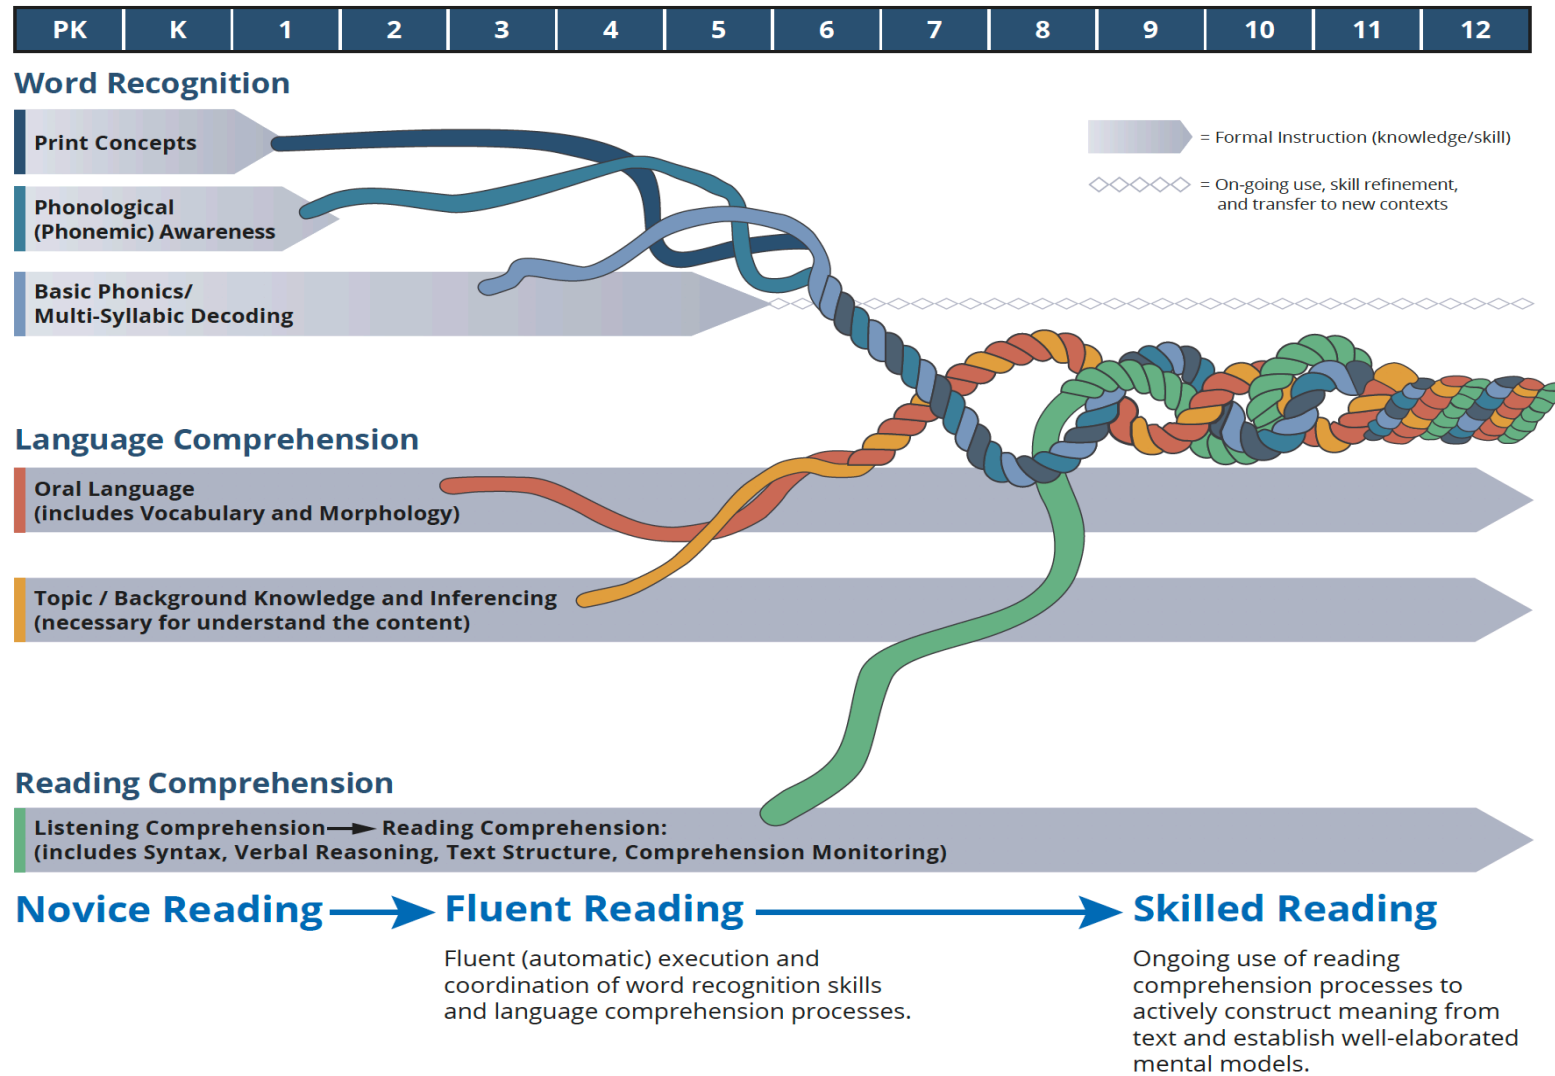 PK K 1 2 3 4 5 6 7 8 9 10 11 12
Word Recognition
Print Concepts
Phonological
(Phonemic) Awareness
Basic Phonics/
Multi-Syllabic Decoding
= Formal Instruction (knowledge/skill)
= On-going use, skill refinement,
and transfer to new contexts
Language Comprehension
Oral Language
(includes Vocabulary and Morphology)
Topic / Background Knowledge and Inferencing
(necessary for understand the content)
Reading Comprehension
Listening Comprehension → Reading Comprehension:
(includes Syntax, Verbal Reasoning, Text Structure, Comprehension Monitoring)
Novice Reading
Fluent Reading
Fluent (automatic) execution and
coordination of word recognition skills
and language comprehension processes.
Skilled Reading
Ongoing use of reading
comprehension processes to
actively construct meaning from
text and establish well-elaborated
mental models.